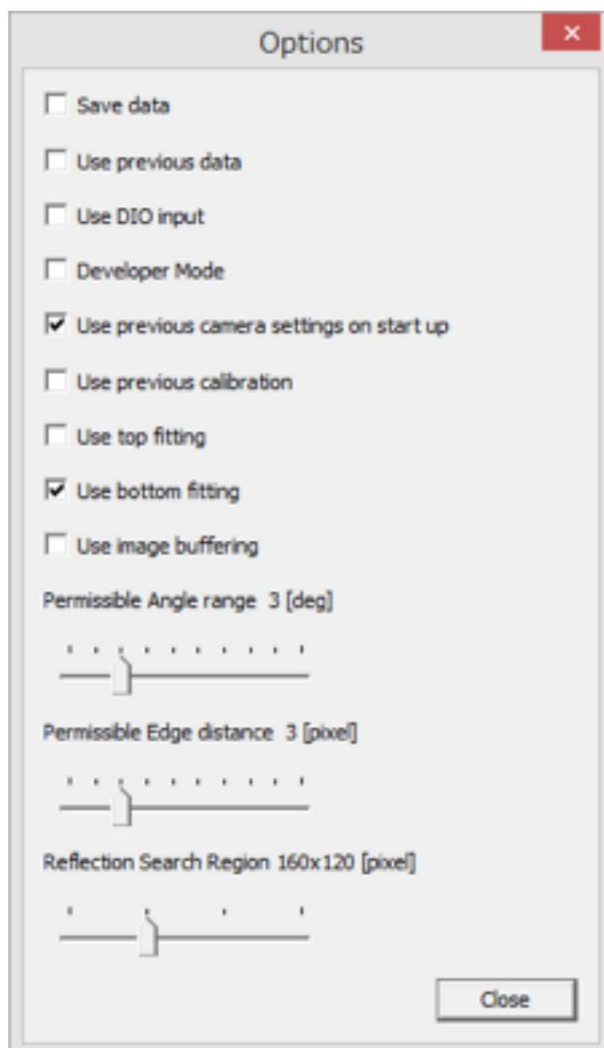 Options
Save data
Use previous data
Use DIO input
Developer Mode
Use previous camera settings on start up
Use previous calibration
Use top fitting
Use bottom fitting
Use image buffering
Permissible Angle range 3 [deg]
Permissible Edge distance 3 [pixel]
Reflection Search Region 160x120 [pixel]
Close